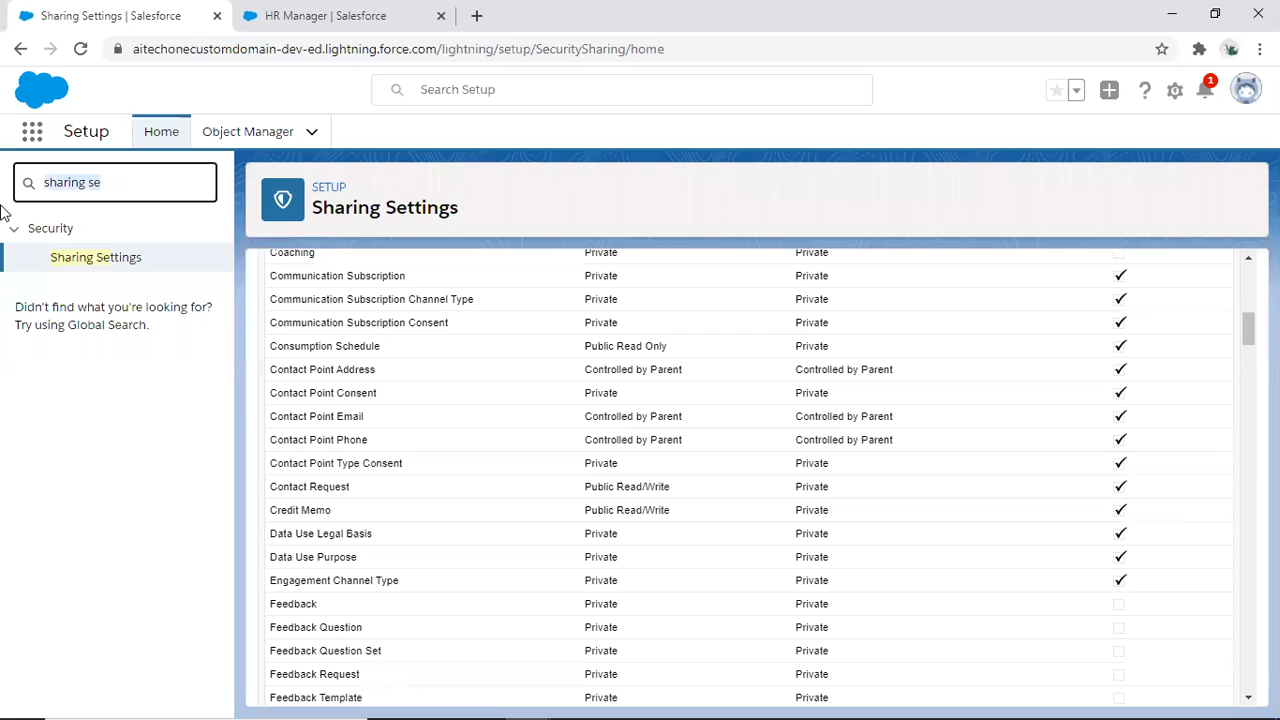 Sharing Settings | Salesforce
HR Manager | Salesforce
aitechonecustomdomain-dev-ed.lightning.force.com/lightning/setup/SecuritySharing/home
Search Setup
1
Setup
Home
Object Manager
sharing se
Security
Sharing Settings
Didn't find what you're looking for?
Try using Global Search.
SETUP
Sharing Settings
Coaching Private Private
Communication Subscription Private Private
Communication Subscription Channel Type Private Private
Communication Subscription Consent Private Private
Consumption Schedule Public Read Only Private
Contact Point Address Controlled by Parent Controlled by Parent
Contact Point Consent Private Private
Contact Point Email Controlled by Parent Controlled by Parent
Contact Point Phone Controlled by Parent Controlled by Parent
Contact Point Type Consent Private Private
Contact Request Public Read/Write Private
Credit Memo Public Read/Write Private
Data Use Legal Basis Private Private
Data Use Purpose Private Private
Engagement Channel Type Private Private
Feedback Private Private
Feedback Question Private Private
Feedback Question Set Private Private
Feedback Request Private Private
Feedback Template Private Private